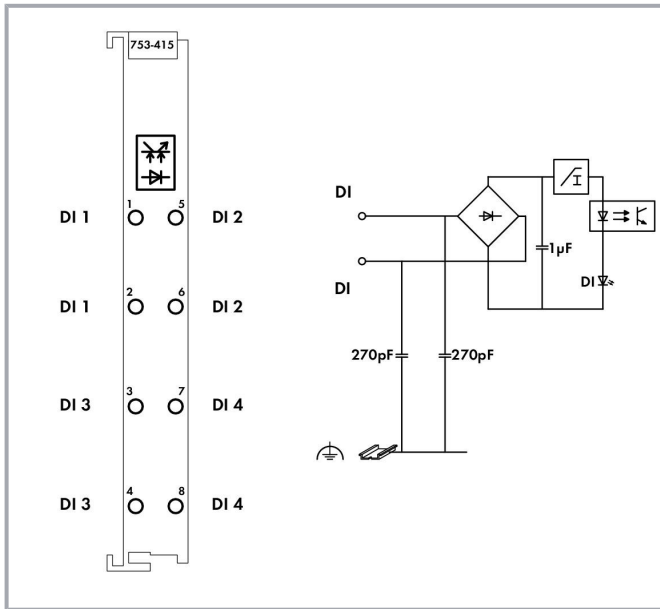 753-415
1 5
DI 1 DI 2
2 6
DI 1 DI 2
3 7
DI 3 DI 4
4 8
DI 3 DI 4
DI
I
DI
1µF
DI
270pF 270pF